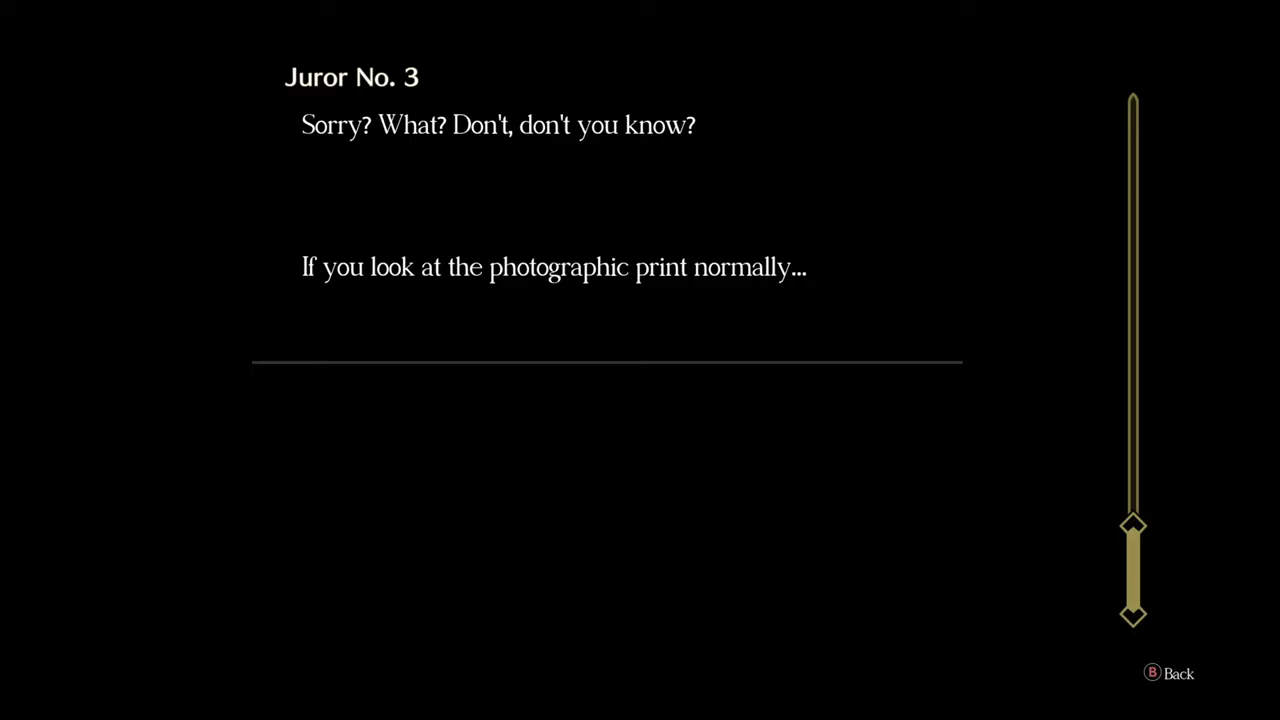 Juror No. 3
Sorry? What? Don't, don't you know?
If you look at the photographic print normally...
B Back